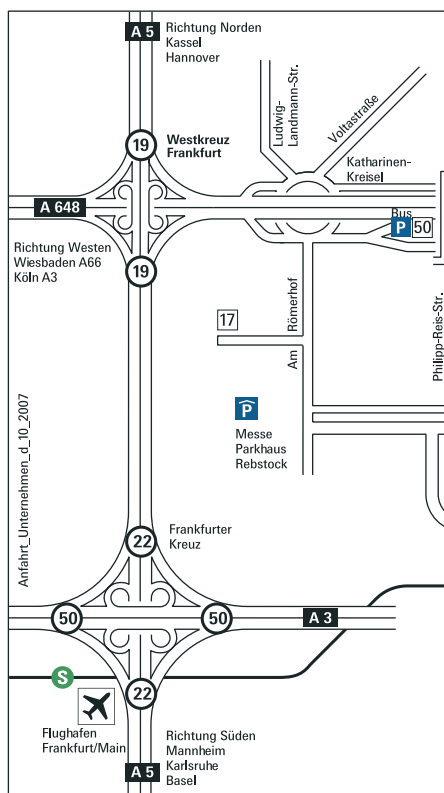 A 5
Richtung Norden
Kassel
Hannover
Ludwig-
Landmann-Str.
Voltastraße
19
Westkreuz
Frankfurt
Katharinen-
Kreisel
A 648
Bus
P 50
Richtung Westen
Wiesbaden A66
Köln A3
19
Philipp-Reis-Str.
17
Am Römerhof
P
Messe
Parkhaus
Rebstock
Anfahrt_Unternehmen_d_10_2007
22
Frankfurter
Kreuz
50
50
A 3
S
22
Flughafen
Frankfurt/Main
Richtung Süden
Mannheim
Karlsruhe
Basel
A 5